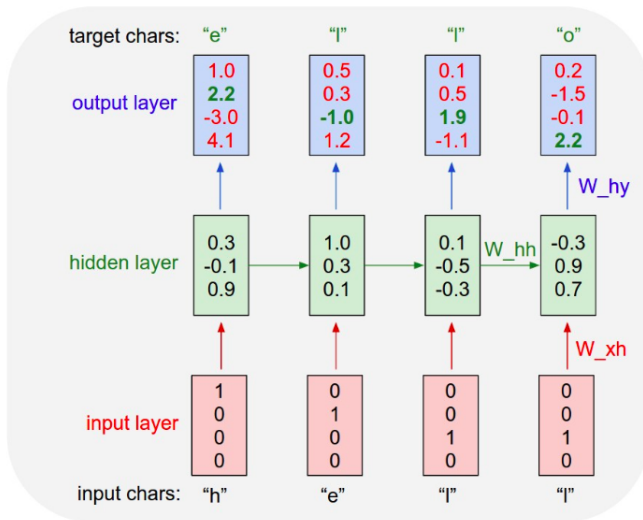 target chars: “e” “l” “l” “o”
output layer
1.0 0.5 0.1 0.2
2.2 0.3 0.5 -1.5
-3.0 -1.0 1.9 -0.1
4.1 1.2 -1.1 2.2
W_hy
hidden layer
0.3 1.0 0.1 -0.3
-0.1 0.3 -0.5 0.9
0.9 0.1 -0.3 0.7
W_hh
W_xh
input layer
1 0 0 0
0 1 0 0
0 0 1 1
0 0 0 0
input chars: “h” “e” “l” “l”